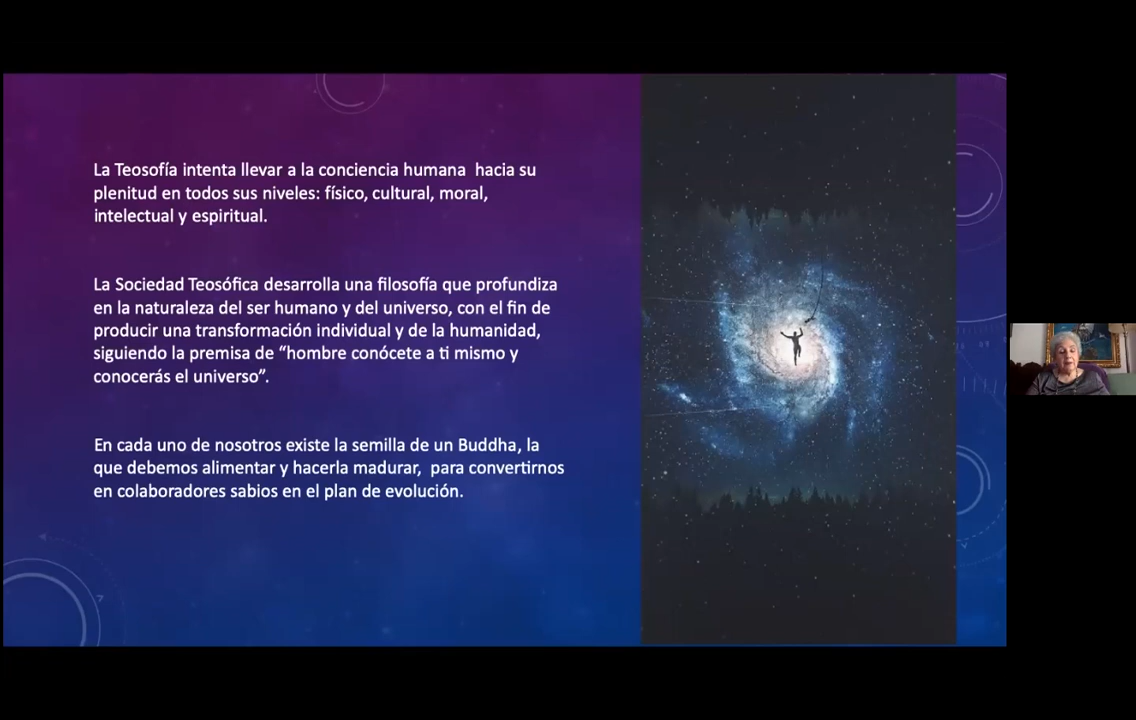 La Teosofía intenta llevar a la conciencia humana  hacia su
plenitud en todos sus niveles: físico, cultural, moral,
intelectual y espiritual.
La Sociedad Teosófica desarrolla una filosofía que profundiza
en la naturaleza del ser humano y del universo, con el fin de
producir una transformación individual y de la humanidad,
siguiendo la premisa de “hombre conócete a ti mismo y
conocerás el universo”.
En cada uno de nosotros existe la semilla de un Buddha, la
que debemos alimentar y hacerla madurar,  para convertirnos
en colaboradores sabios en el plan de evolución.